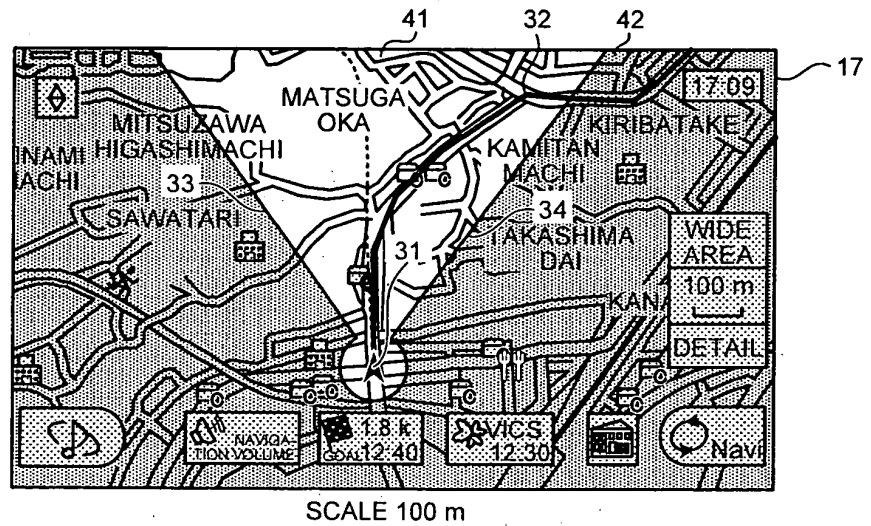 41
32
42
17
17:09
MATSUGA
OKA
MITSUZAWA
HIGASHIMACHI
KIRIBATAKE
INAMI
MACHI
KAMITAN
MACHI
33
34
SAWATARI
TAKASHIMA
DAI
WIDE
AREA
31
100 m
KANA
DETAIL
NAVIGA-
TION VOLUME
1.8 k
GOAL 12:40
VICS
12:30
Navi
SCALE 100 m